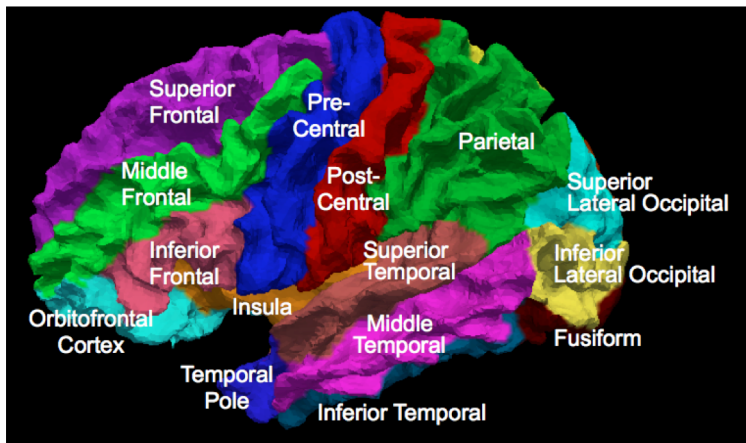 Superior
Frontal
Pre-
Central
Parietal
Middle
Frontal
Post-
Central
Superior
Lateral Occipital
Inferior
Frontal
Superior
Temporal
Inferior
Lateral Occipital
Insula
Orbitofrontal
Cortex
Middle
Temporal
Fusiform
Temporal
Pole
Inferior Temporal